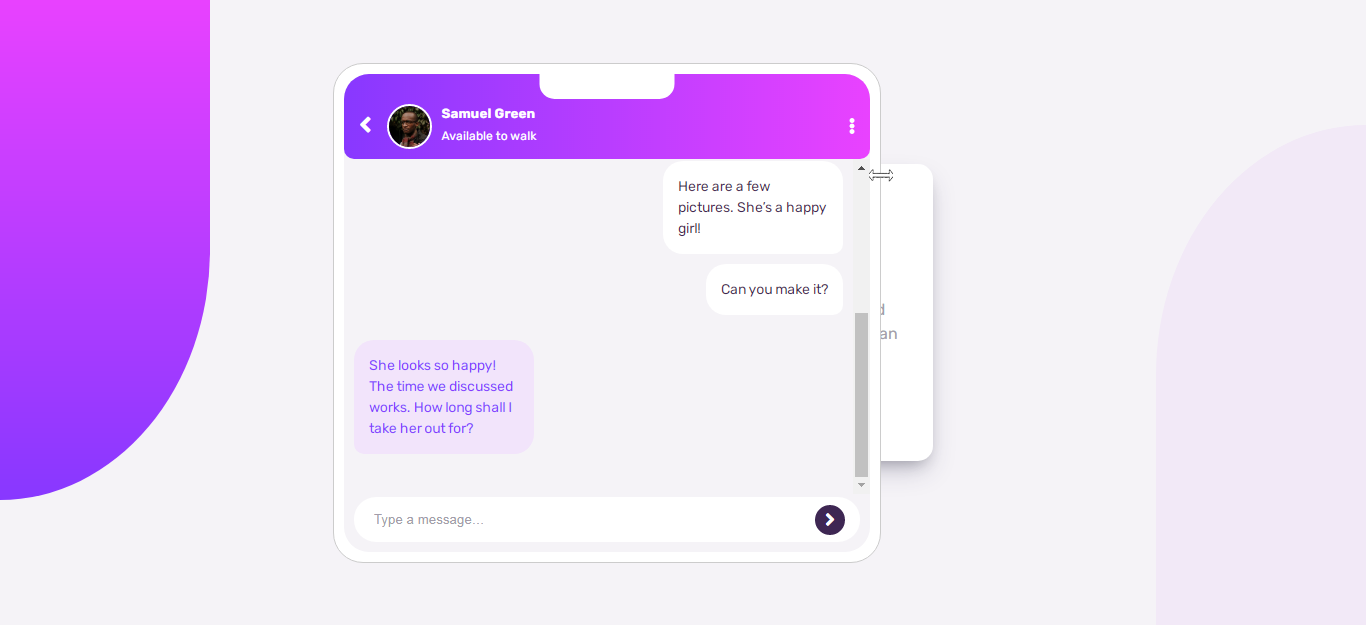 Samuel Green
Available to walk
Here are a few
pictures. She’s a happy
girl!
Can you make it?
She looks so happy!
The time we discussed
works. How long shall I
take her out for?
Type a message…